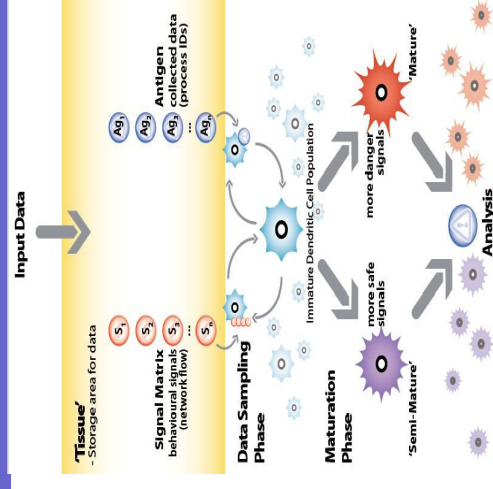 Input Data
'Tissue'
- Storage area for data
S1
S2
S3
...
Sn
Signal Matrix
behavioural signals
(network flow)
Ag1
Ag2
Ag3
...
Agn
Antigen
collected data
(process IDs)
Data Sampling
Phase
Immature Dendritic Cell Population
Maturation
Phase
more safe
signals
more danger
signals
'Semi-Mature'
'Mature'
Analysis